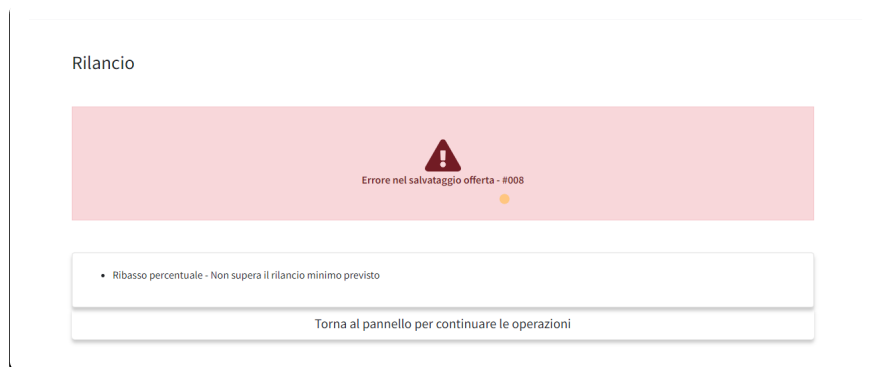 Rilancio
Errore nel salvataggio offerta - #008
Ribasso percentuale - Non supera il rilancio minimo previsto
Torna al pannello per continuare le operazioni